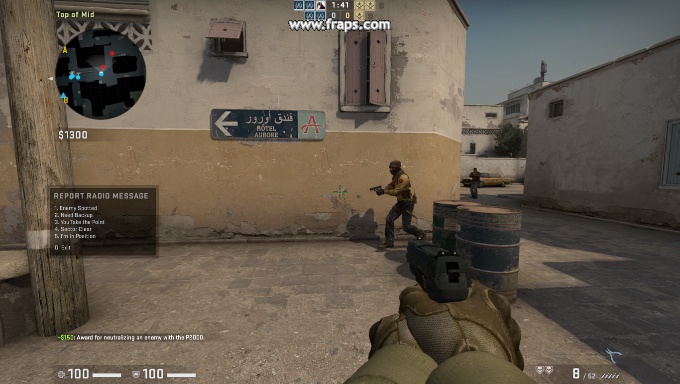 Top of Mid
1:41
0 0
www.fraps.com
A
B
$1300
فندق أورور
HÔTEL
AURORE
A
REPORT RADIO MESSAGE
1. Enemy Spotted
2. Need Backup
3. You Take the Point
4. Sector Clear
5. I'm in Position
0. Exit
+$150: Award for neutralizing an enemy with the P2000.
100
100
8 / 52